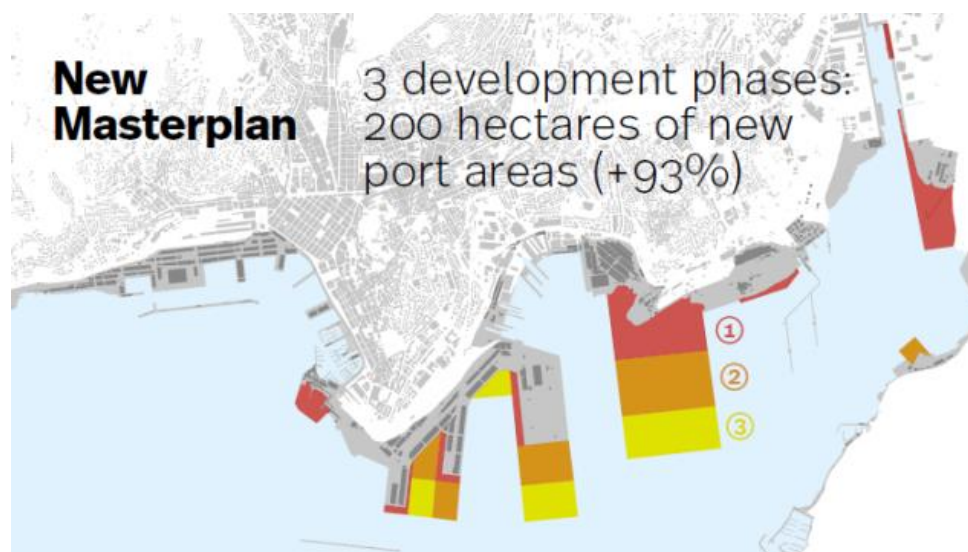 New
Masterplan
3 development phases:
200 hectares of new
port areas (+93%)
1
2
3